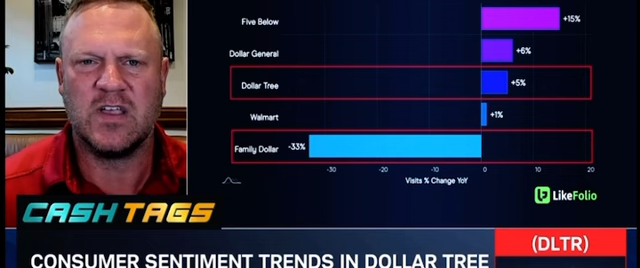 Five Below
+15%
Dollar General
+6%
Dollar Tree
+5%
Walmart
+1%
Family Dollar
-33%
-30 -20 -10 0 10 20
Visits % Change YoY
LikeFolio
CASH TAGS
(DLTR)
CONSUMER SENTIMENT TRENDS IN DOLLAR TREE